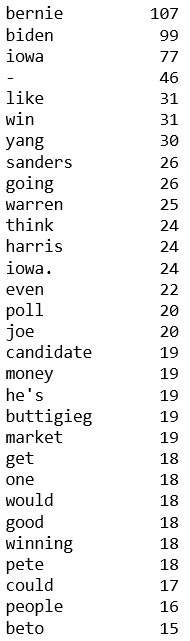 bernie 107
biden 99
iowa 77
- 46
like 31
win 31
yang 30
sanders 26
going 26
warren 25
think 24
harris 24
iowa. 24
even 22
poll 20
joe 20
candidate 19
money 19
he's 19
buttigieg 19
market 19
get 18
one 18
would 18
good 18
winning 18
pete 18
could 17
people 16
beto 15